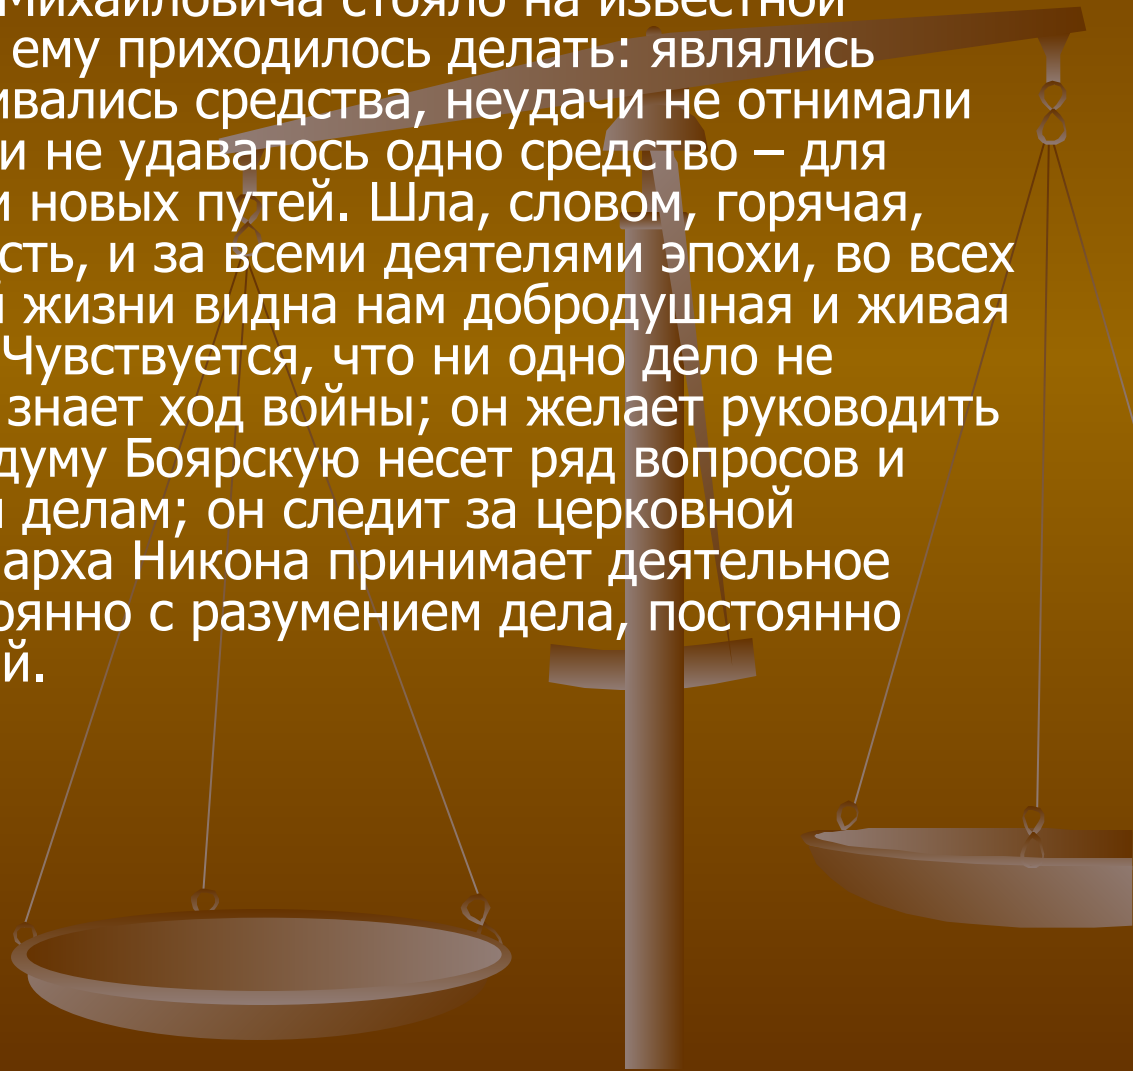 Михайловича стояло на известной
ему приходилось делать: являлись
ивались средства, неудачи не отнимали
и не удавалось одно средство – для
и новых путей. Шла, словом, горячая,
сть, и за всеми деятелями эпохи, во всех
й жизни видна нам добродушная и живая
Чувствуется, что ни одно дело не
знает ход войны; он желает руководить
думу Боярскую несет ряд вопросов и
м делам; он следит за церковной
арха Никона принимает деятельное
оянно с разумением дела, постоянно
й.